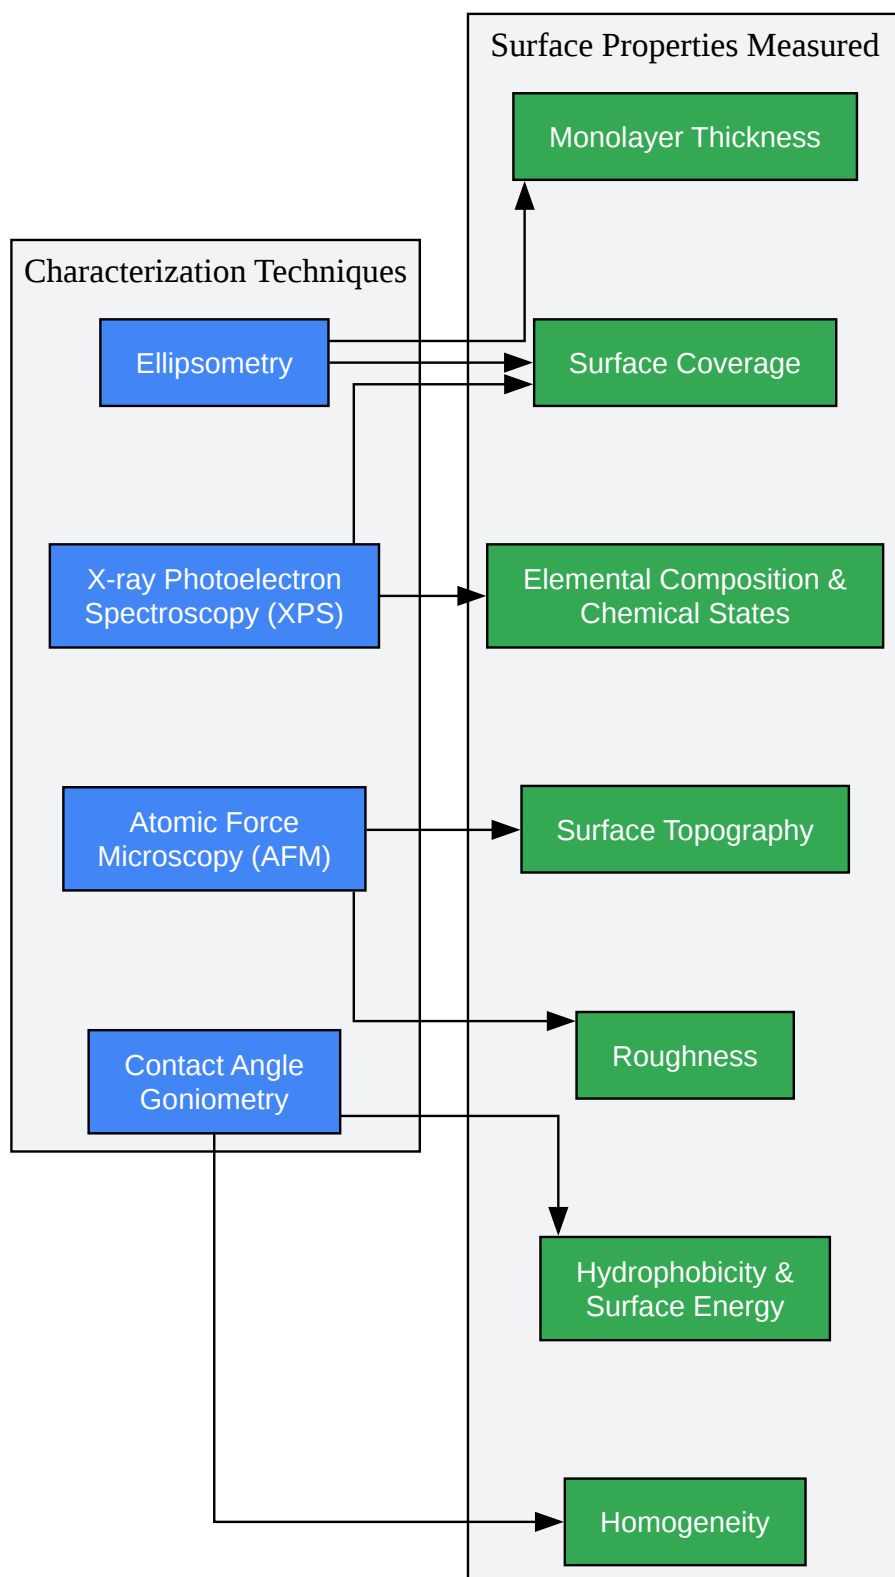 Surface Properties Measured
Monolayer Thickness
Characterization Techniques
Ellipsometry
Surface Coverage
X-ray Photoelectron
Spectroscopy (XPS)
Elemental Composition &
Chemical States
Atomic Force
Microscopy (AFM)
Surface Topography
Roughness
Contact Angle
Goniometry
Hydrophobicity &
Surface Energy
Homogeneity